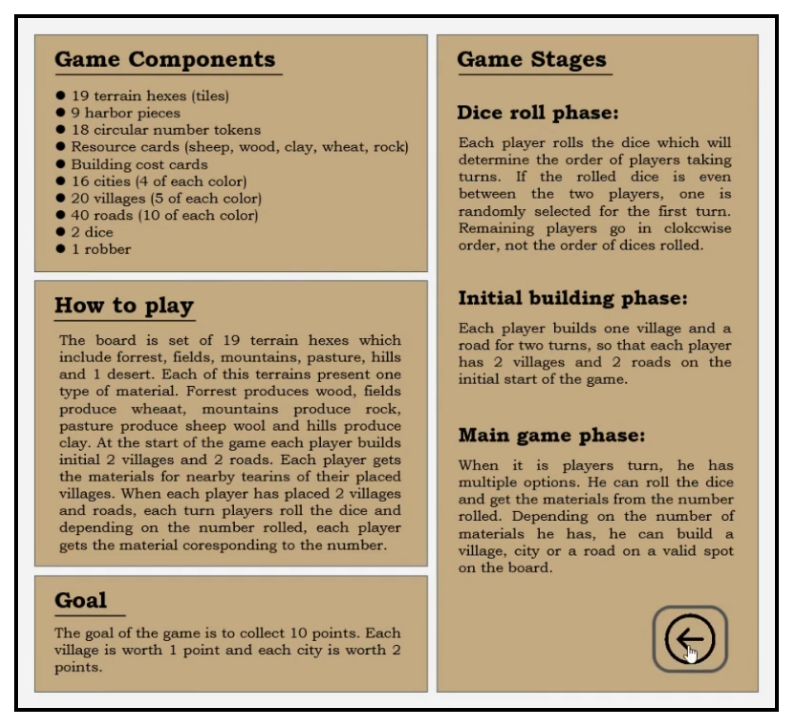 Game Components
● 19 terrain hexes (tiles)
● 9 harbor pieces
● 18 circular number tokens
● Resource cards (sheep, wood, clay, wheat, rock)
● Building cost cards
● 16 cities (4 of each color)
● 20 villages (5 of each color)
● 40 roads (10 of each color)
● 2 dice
● 1 robber
How to play
The board is set of 19 terrain hexes which
include forrest, fields, mountains, pasture, hills
and 1 desert. Each of this terrains present one
type of material. Forrest produces wood, fields
produce wheaat, mountains produce rock,
pasture produce sheep wool and hills produce
clay. At the start of the game each player builds
initial 2 villages and 2 roads. Each player gets
the materials for nearby tearins of their placed
villages. When each player has placed 2 villages
and roads, each turn players roll the dice and
depending on the number rolled, each player
gets the material coresponding to the number.
Goal
The goal of the game is to collect 10 points. Each
village is worth 1 point and each city is worth 2
points.
Game Stages
Dice roll phase:
Each player rolls the dice which will
determine the order of players taking
turns. If the rolled dice is even
between the two players, one is
randomly selected for the first turn.
Remaining players go in clokcwise
order, not the order of dices rolled.
Initial building phase:
Each player builds one village and a
road for two turns, so that each player
has 2 villages and 2 roads on the
initial start of the game.
Main game phase:
When it is players turn, he has
multiple options. He can roll the dice
and get the materials from the number
rolled. Depending on the number of
materials he has, he can build a
village, city or a road on a valid spot
on the board.